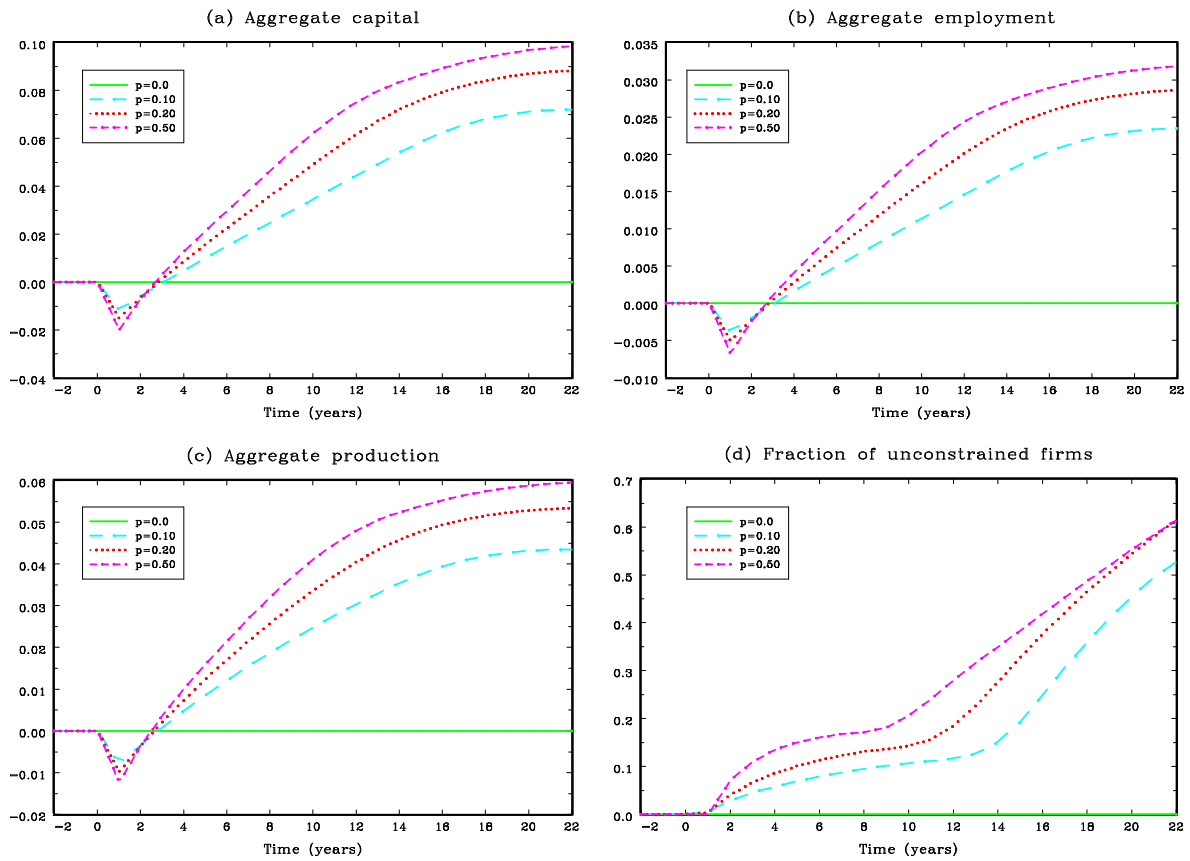 (a) Aggregate capital
0.10
0.08
0.06
0.04
0.02
0.00
−0.02
−0.04
p=0.0
p=0.10
p=0.20
p=0.50
−2 0 2 4 6 8 10 12 14 16 18 20 22
Time (years)
(b) Aggregate employment
0.035
0.030
0.025
0.020
0.015
0.010
0.005
0.000
−0.005
−0.010
p=0.0
p=0.10
p=0.20
p=0.50
−2 0 2 4 6 8 10 12 14 16 18 20 22
Time (years)
(c) Aggregate production
0.06
0.05
0.04
0.03
0.02
0.01
0.00
−0.01
−0.02
p=0.0
p=0.10
p=0.20
p=0.50
−2 0 2 4 6 8 10 12 14 16 18 20 22
Time (years)
(d) Fraction of unconstrained firms
0.7
0.6
0.5
0.4
0.3
0.2
0.1
0.0
p=0.0
p=0.10
p=0.20
p=0.50
−2 0 2 4 6 8 10 12 14 16 18 20 22
Time (years)